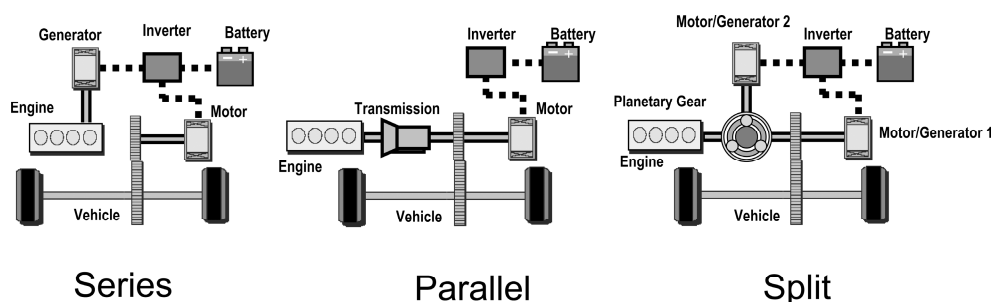 Generator
Inverter
Battery
Engine
Motor
Vehicle
Series
Inverter
Battery
Transmission
Motor
Engine
Vehicle
Parallel
Motor/Generator 2
Inverter
Battery
Planetary Gear
Motor/Generator 1
Engine
Vehicle
Split